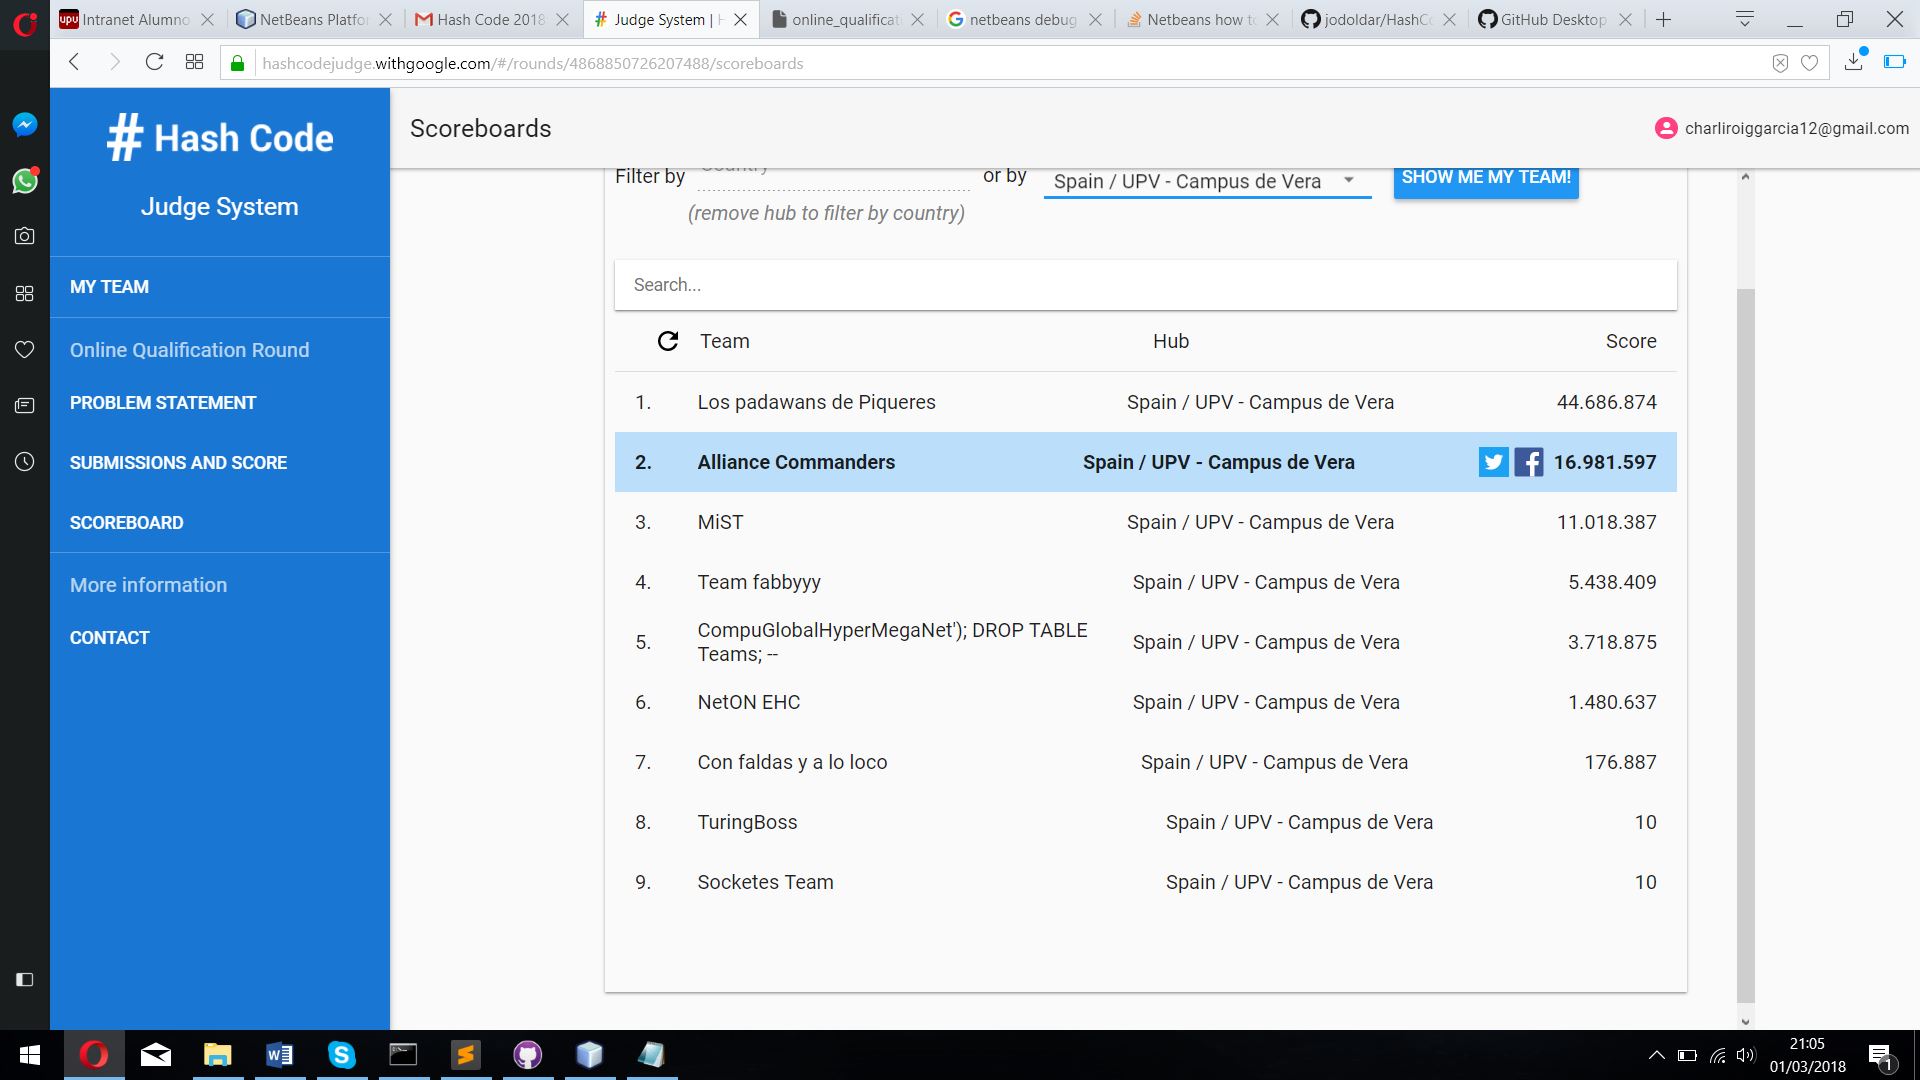 Intranet Alumno
NetBeans Platfo
Hash Code 2018
Judge System | H
online_qualificat
netbeans debug
Netbeans how to
jodoldar/HashCo
GitHub Desktop
hashcodejudge.withgoogle.com/#/rounds/4868850726207488/scoreboards
# Hash Code
Judge System
MY TEAM
Online Qualification Round
PROBLEM STATEMENT
SUBMISSIONS AND SCORE
SCOREBOARD
More information
CONTACT
Scoreboards
charliroiggarcia12@gmail.com
Filter by Country or by Spain / UPV - Campus de Vera SHOW ME MY TEAM!
(remove hub to filter by country)
Search...
Team Hub Score
1. Los padawans de Piqueres Spain / UPV - Campus de Vera 44.686.874
2. Alliance Commanders Spain / UPV - Campus de Vera 16.981.597
3. MiST Spain / UPV - Campus de Vera 11.018.387
4. Team fabbyyy Spain / UPV - Campus de Vera 5.438.409
5. CompuGlobalHyperMegaNet'); DROP TABLE
Teams; -- Spain / UPV - Campus de Vera 3.718.875
6. NetON EHC Spain / UPV - Campus de Vera 1.480.637
7. Con faldas y a lo loco Spain / UPV - Campus de Vera 176.887
8. TuringBoss Spain / UPV - Campus de Vera 10
9. Socketes Team Spain / UPV - Campus de Vera 10
21:05
01/03/2018
1